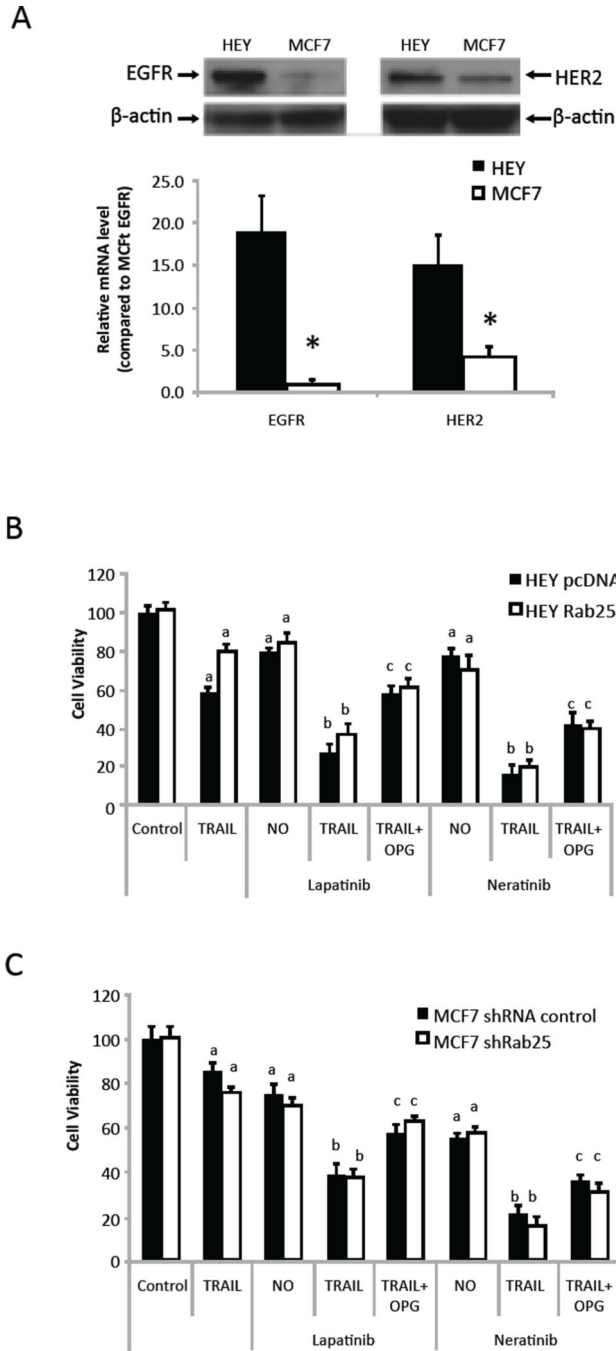 A
HEY MCF7 HEY MCF7
EGFR HER2
β-actin β-actin
HEY
MCF7
Relative mRNA level
(compared to MCFt EGFR)
25.0
20.0
15.0
10.0
5.0
0.0
* *
EGFR HER2
B
HEY pcDNA
HEY Rab25
Cell Viability
120
100
80
60
40
20
0
a a a a b b c c a a b b c c
Control TRAIL NO TRAIL TRAIL+ OPG NO TRAIL TRAIL+ OPG
Lapatinib Neratinib
C
MCF7 shRNA control
MCF7 shRab25
Cell Viability
120
100
80
60
40
20
0
a a a a b b c c a a b b c c
Control TRAIL NO TRAIL TRAIL+ OPG NO TRAIL TRAIL+ OPG
Lapatinib Neratinib